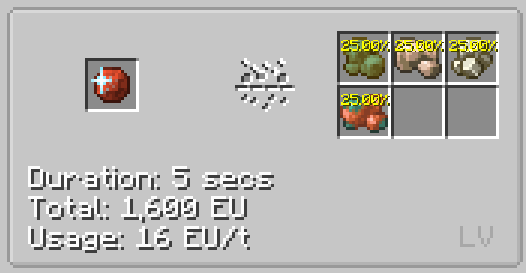 25.00%
25.00%
25.00%
25.00%
Duration: 5 secs
Total: 1,600 EU
Usage: 16 EU/t
LV